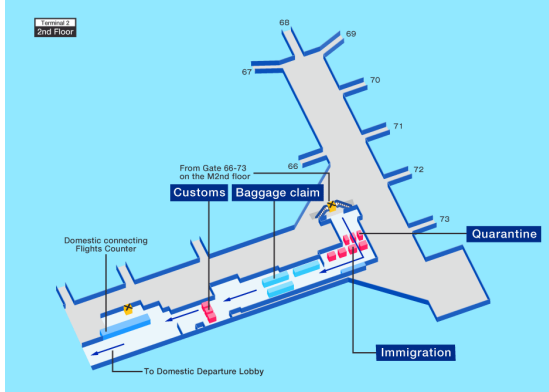 Terminal 2
2nd Floor
68
69
67
70
71
From Gate 66-73
on the M2nd floor
66
72
Customs
Baggage claim
73
Quarantine
Domestic connecting
Flights Counter
Immigration
To Domestic Departure Lobby